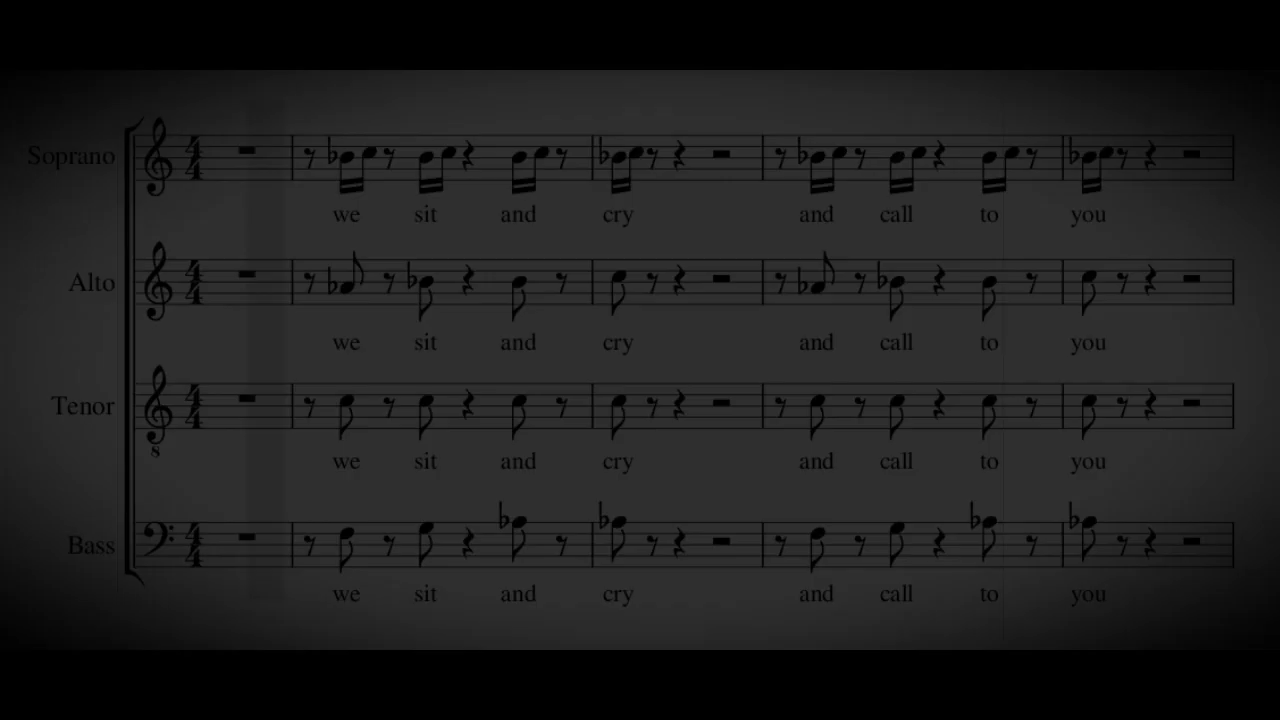 Soprano
we sit and cry and call to you
Alto
we sit and cry and call to you
Tenor
8
we sit and cry and call to you
Bass
we sit and cry and call to you